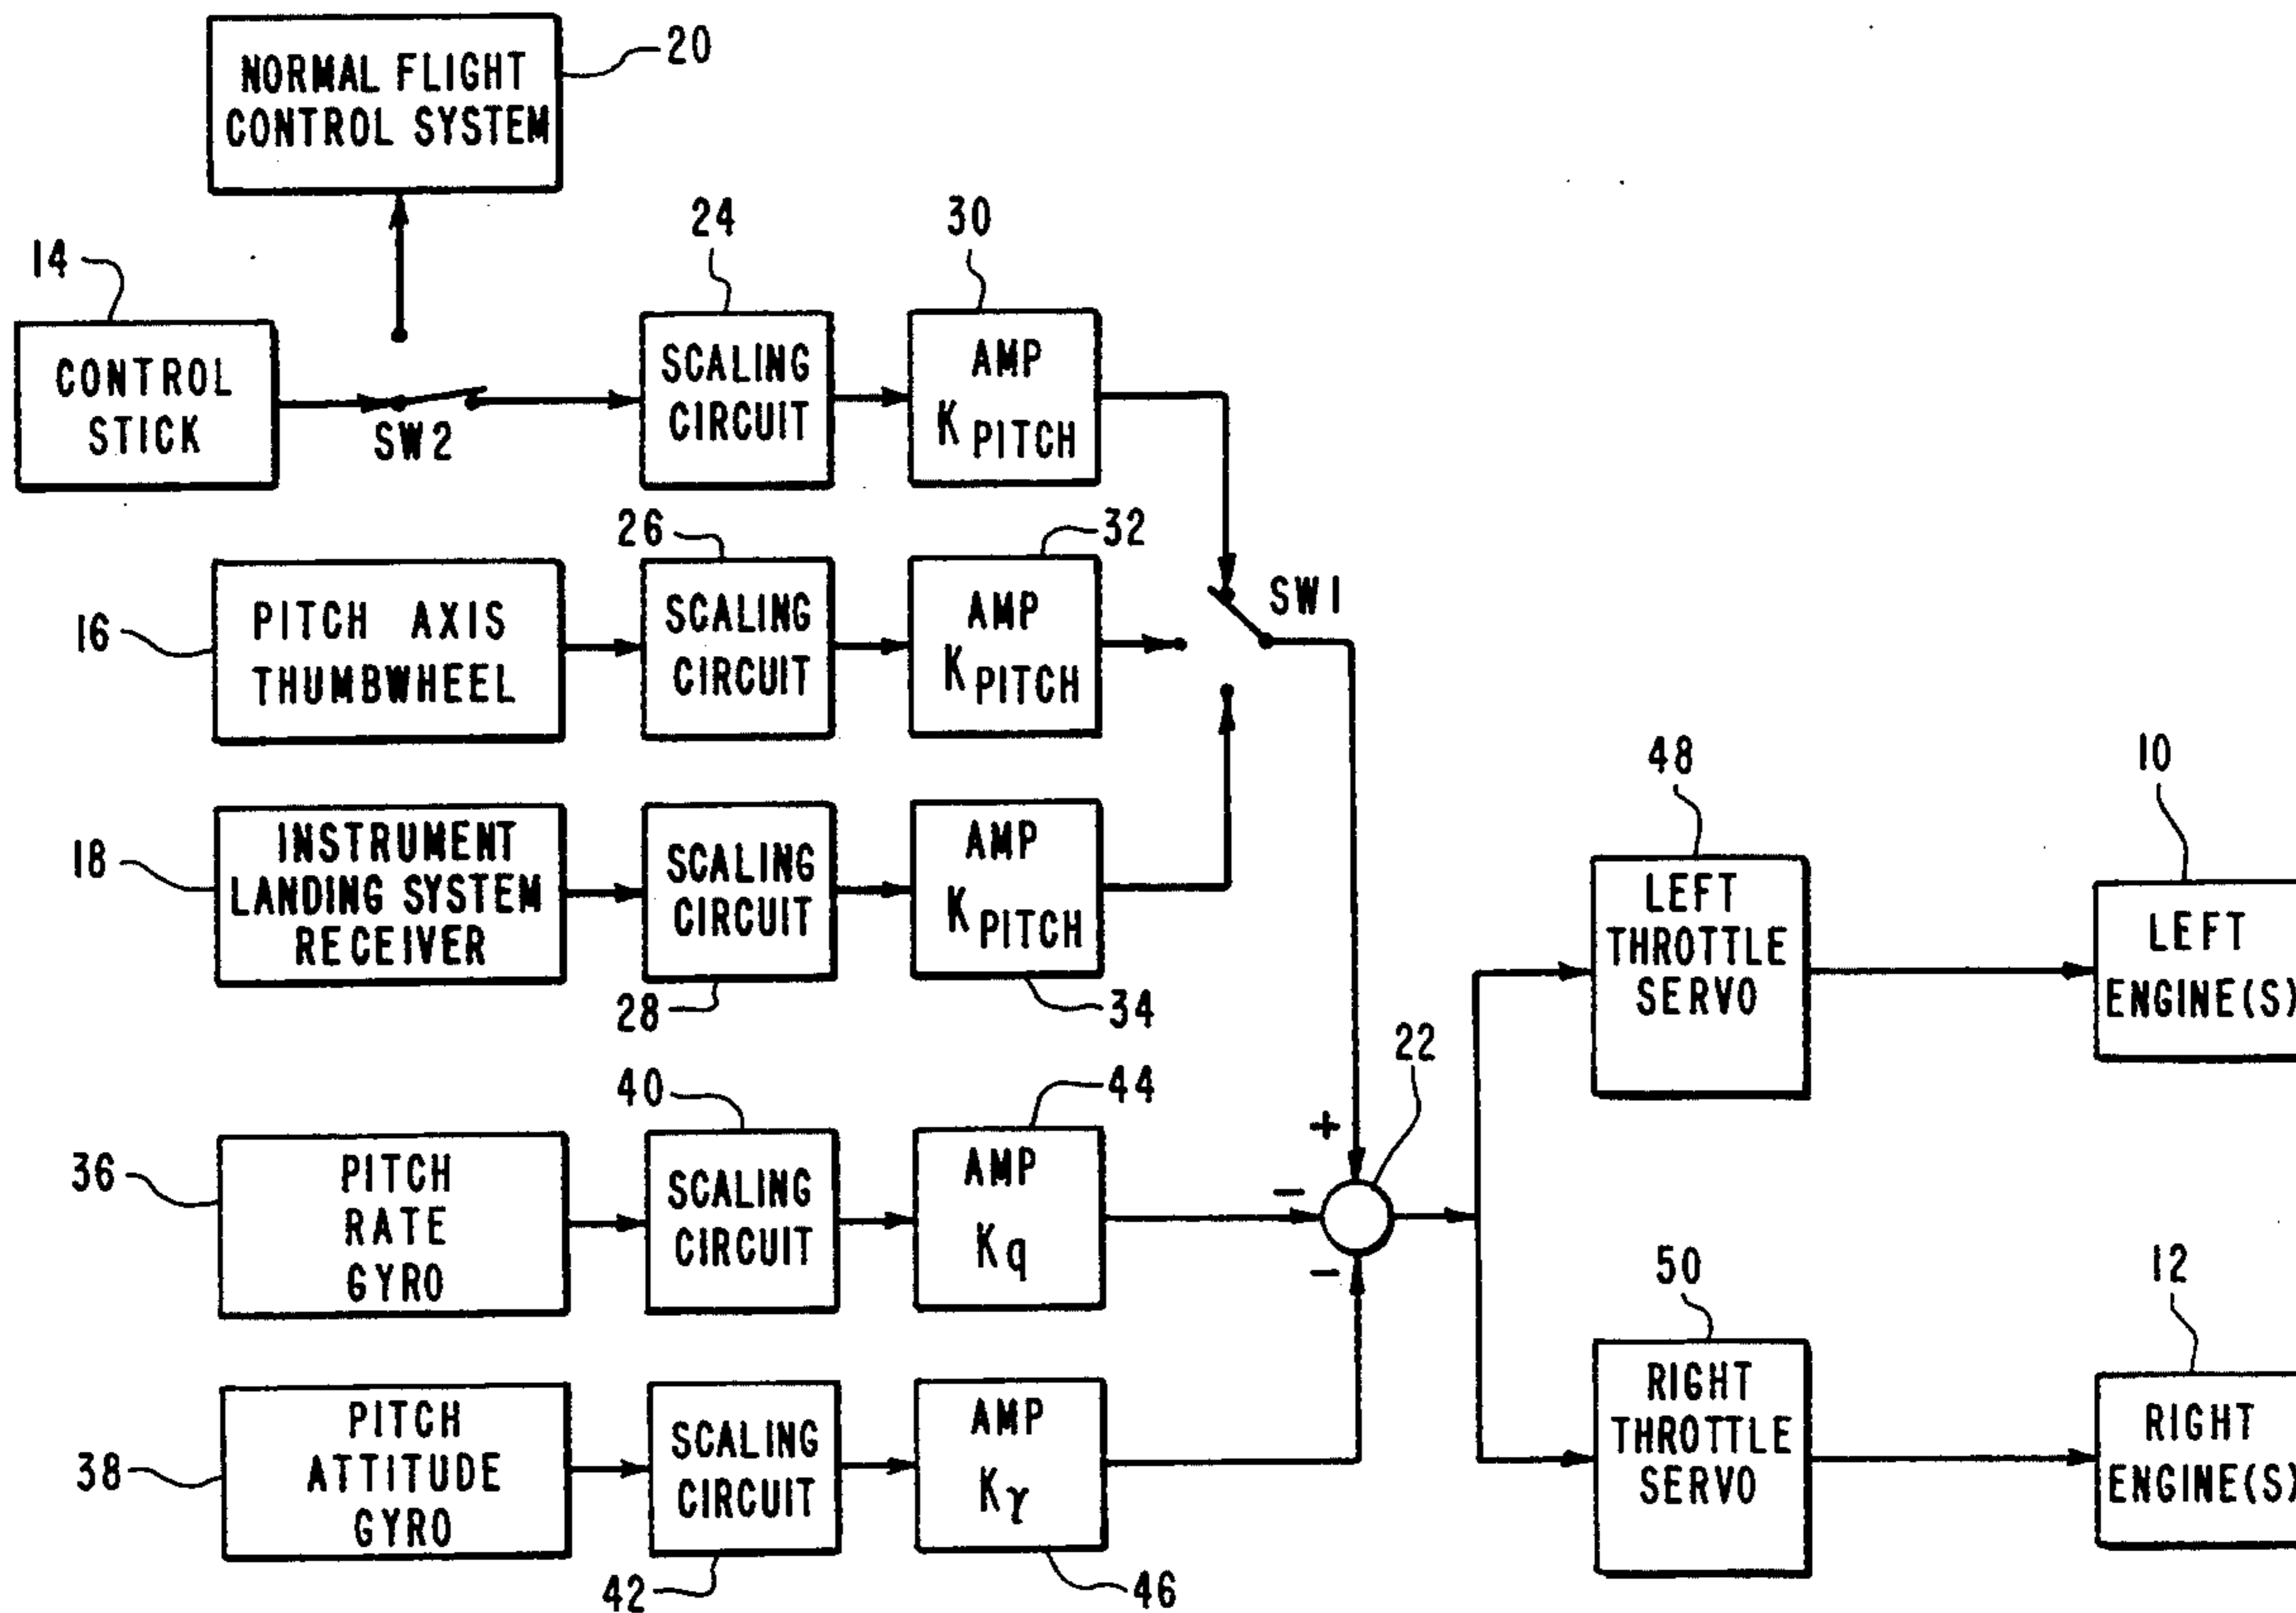 NORMAL FLIGHT
CONTROL SYSTEM
20
14
CONTROL
STICK
SW2
24
SCALING
CIRCUIT
30
AMP
K PITCH
16
PITCH AXIS
THUMBWHEEL
26
SCALING
CIRCUIT
32
AMP
K PITCH
SW1
18
INSTRUMENT
LANDING SYSTEM
RECEIVER
28
SCALING
CIRCUIT
34
AMP
K PITCH
36
PITCH
RATE
GYRO
40
SCALING
CIRCUIT
44
AMP
Kq
+
−
−
22
38
PITCH
ATTITUDE
GYRO
42
SCALING
CIRCUIT
46
AMP
Kγ
48
LEFT
THROTTLE
SERVO
10
LEFT
ENGINE(S)
50
RIGHT
THROTTLE
SERVO
12
RIGHT
ENGINE(S)